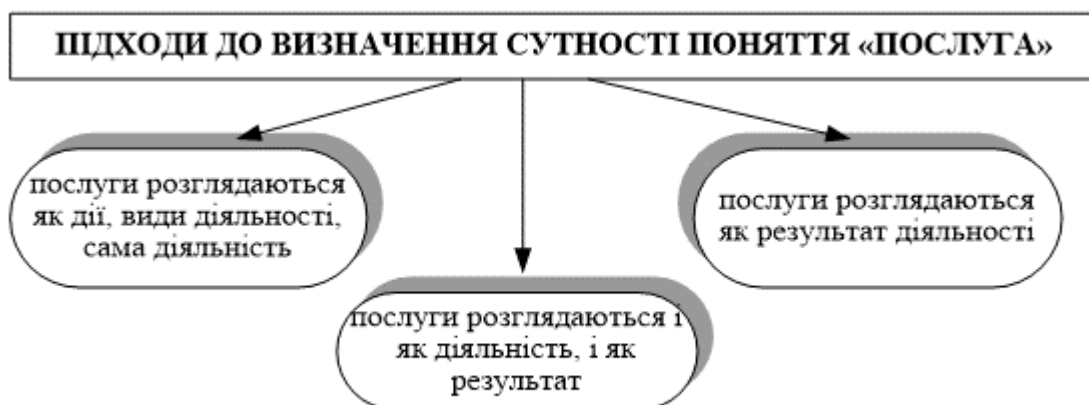 ПІДХОДИ ДО ВИЗНАЧЕННЯ СУТНОСТІ ПОНЯТТЯ «ПОСЛУГА»
послуги розглядаються
як дії, види діяльності,
сама діяльність
послуги розглядаються і
як діяльність, і як
результат
послуги розглядаються
як результат діяльності